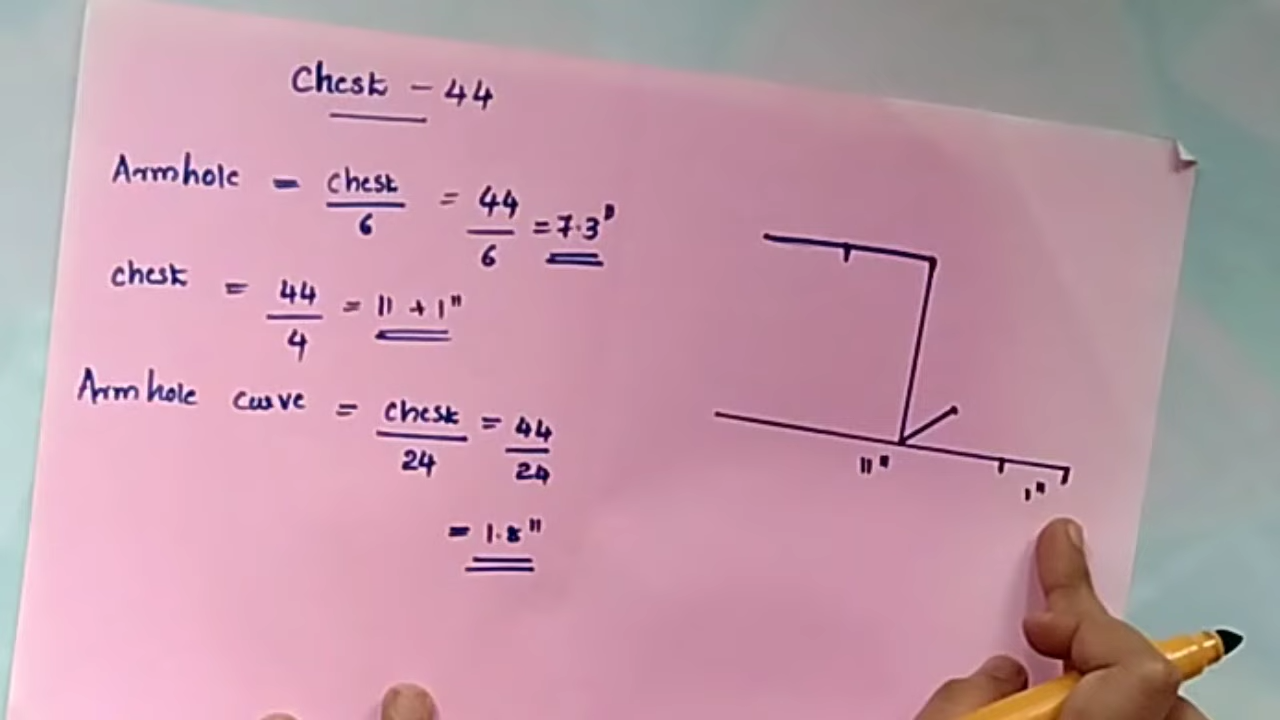 Chest - 44
Armhole = chest/6 = 44/6 = 7.3"
chest = 44/4 = 11 + 1"
Armhole curve = chest/24 = 44/24
= 1.8"
11"
1"